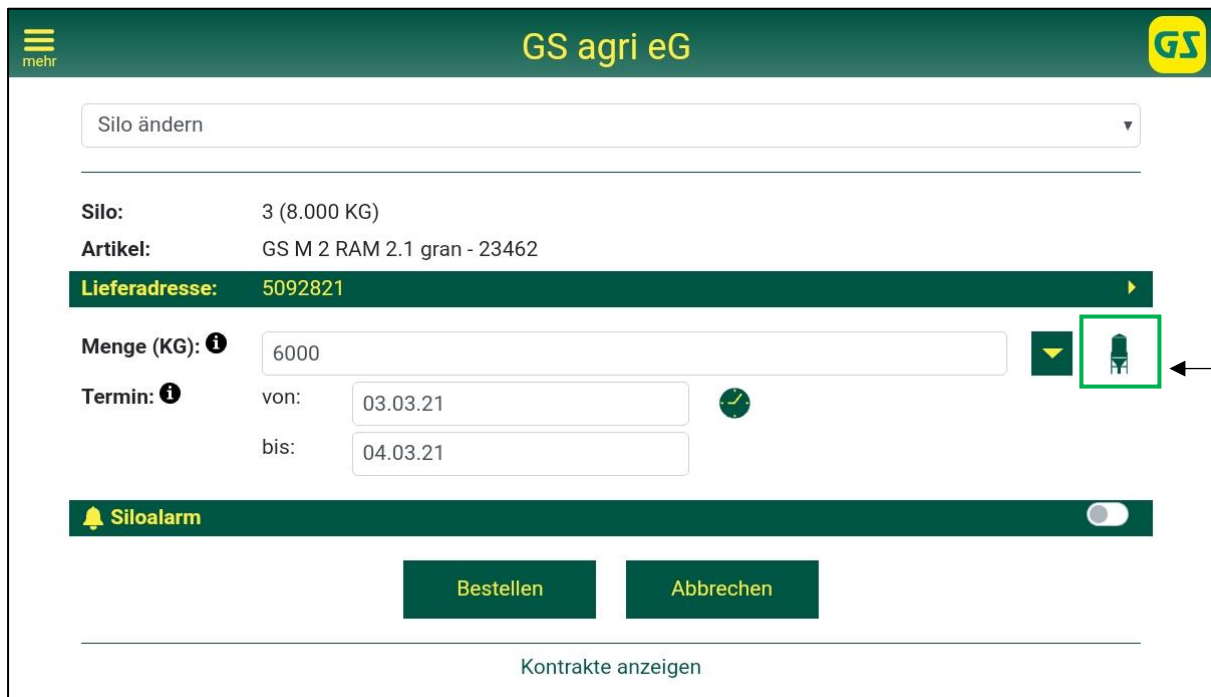 mehr
GS agri eG
GS
Silo ändern
Silo: 3 (8.000 KG)
Artikel: GS M 2 RAM 2.1 gran - 23462
Lieferadresse: 5092821
Menge (KG): 6000
Termin: von: 03.03.21
bis: 04.03.21
Siloalarm
Bestellen Abbrechen
Kontrakte anzeigen